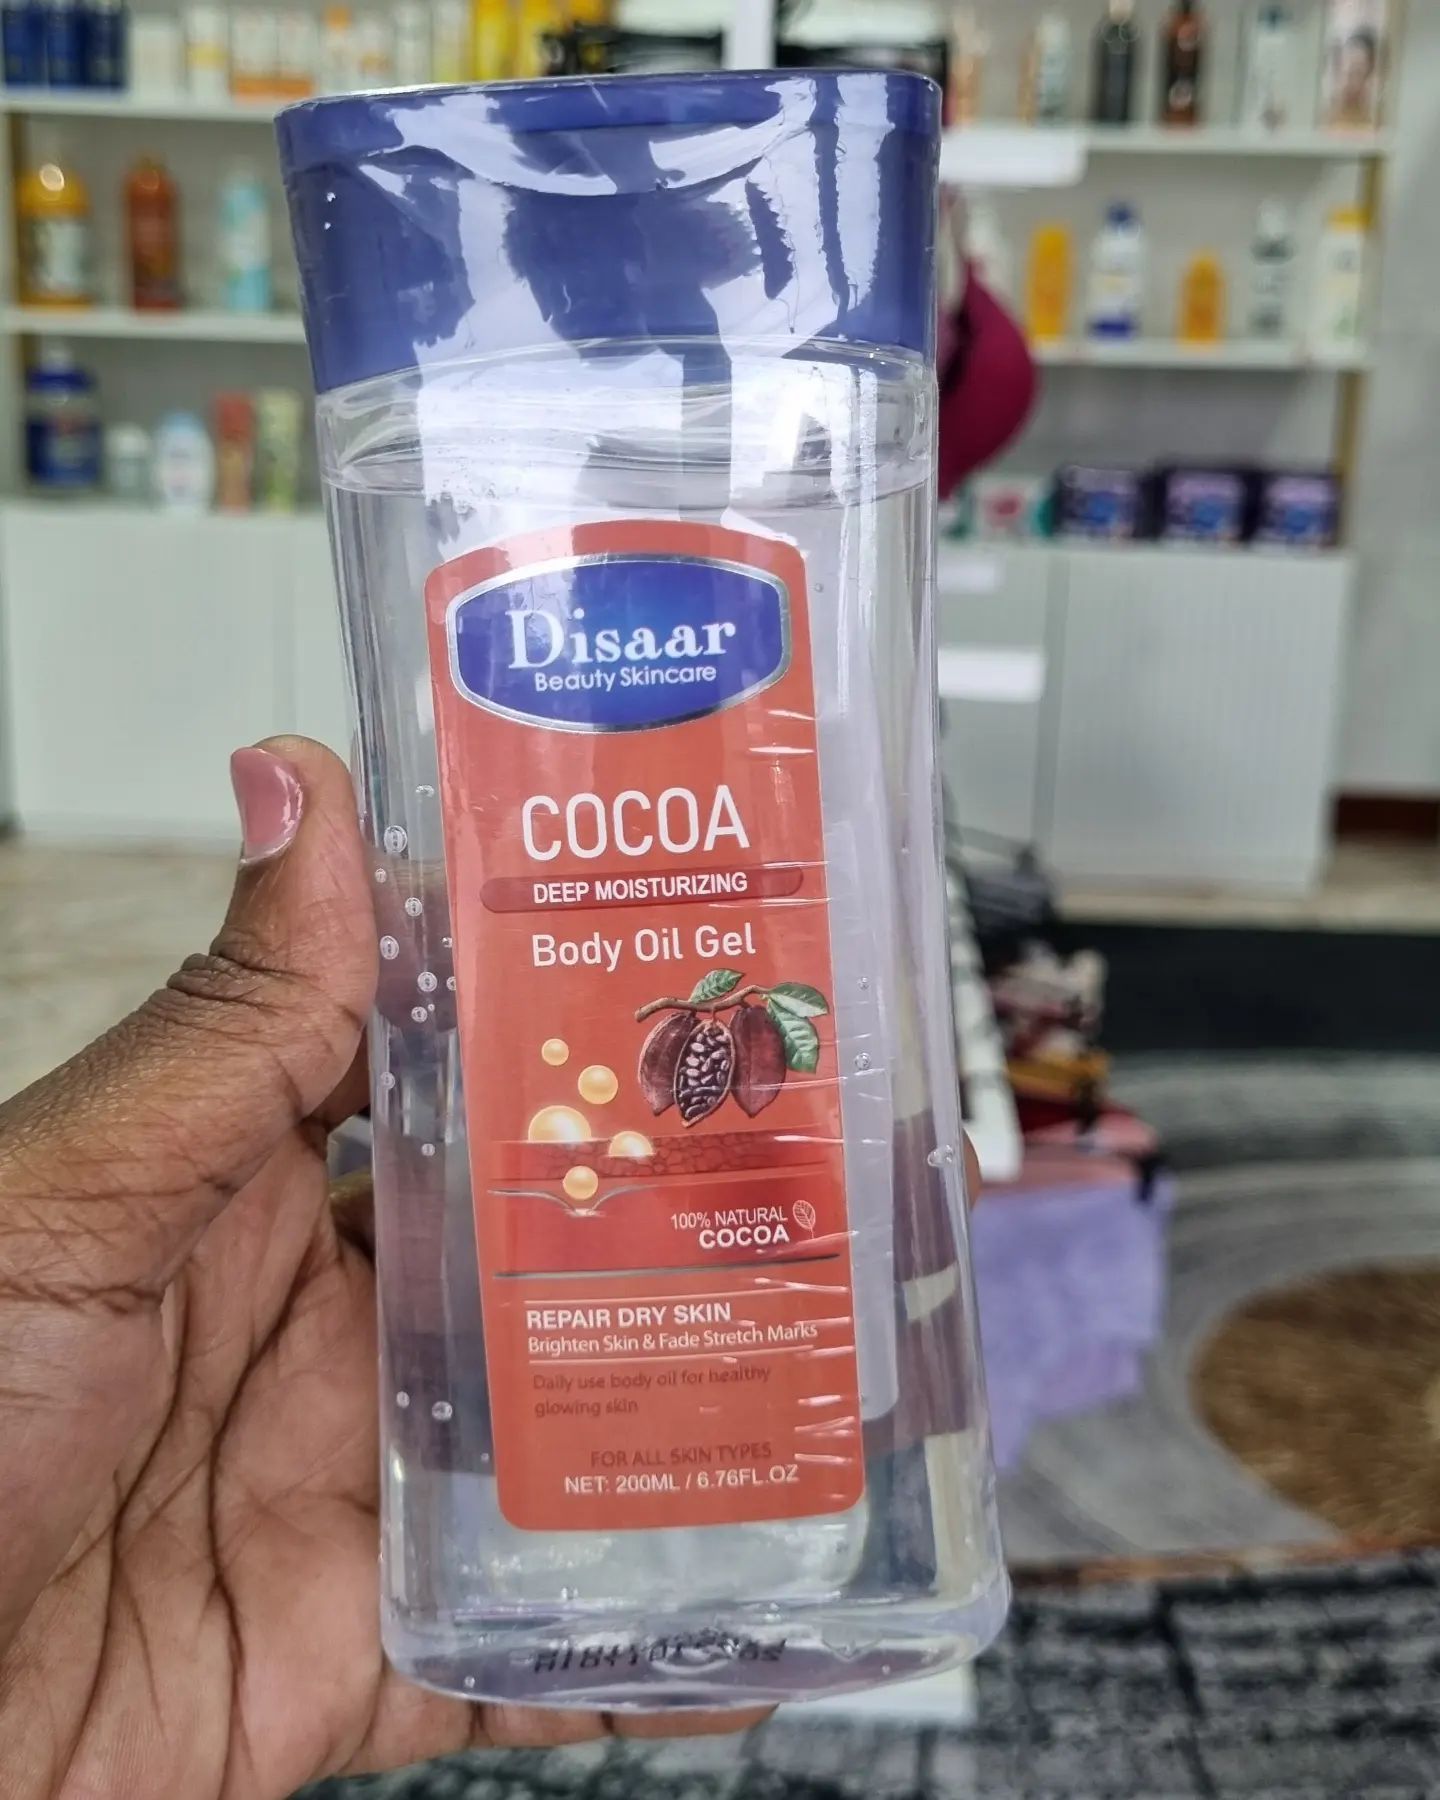 Disaar
Beauty Skincare
COCOA
DEEP MOISTURIZING
Body Oil Gel
100% NATURAL
COCOA
REPAIR DRY SKIN
Brighten Skin & Fade Stretch Marks
Daily use body oil for healthy
glowing skin
FOR ALL SKIN TYPES
NET: 200ML / 6.76FL.OZ